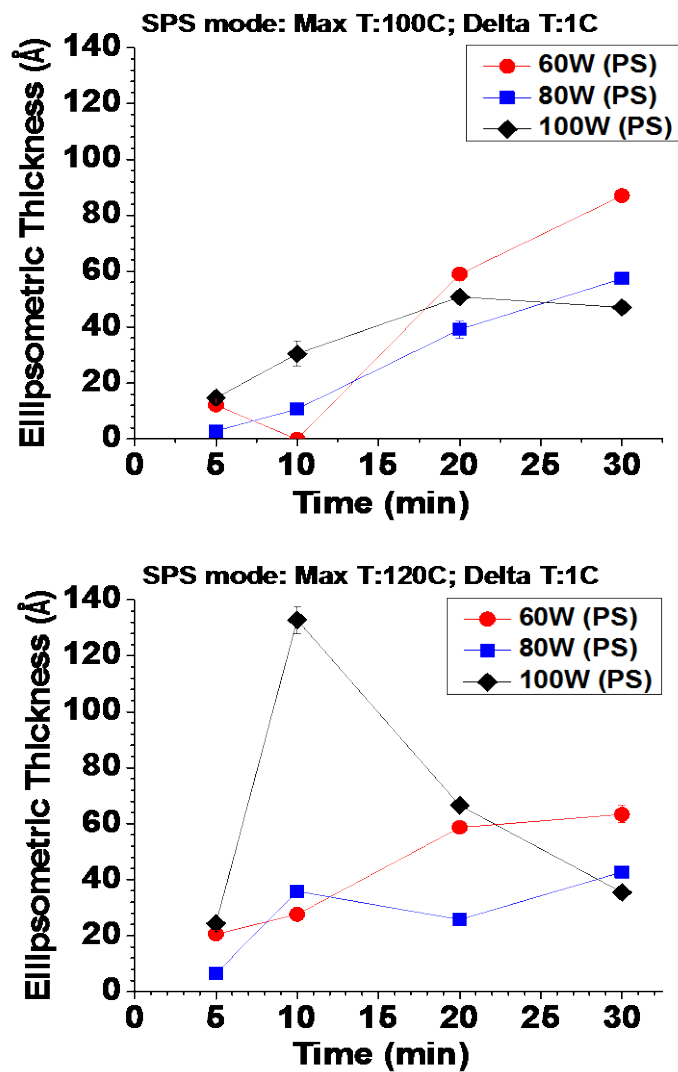 SPS mode: Max T:100C; Delta T:1C
140
120
100
80
60
40
20
0
Ellipsometric Thickness (Å)
60W (PS)
80W (PS)
100W (PS)
0 5 10 15 20 25 30
Time (min)
SPS mode: Max T:120C; Delta T:1C
140
120
100
80
60
40
20
0
Ellipsometric Thickness (Å)
60W (PS)
80W (PS)
100W (PS)
0 5 10 15 20 25 30
Time (min)